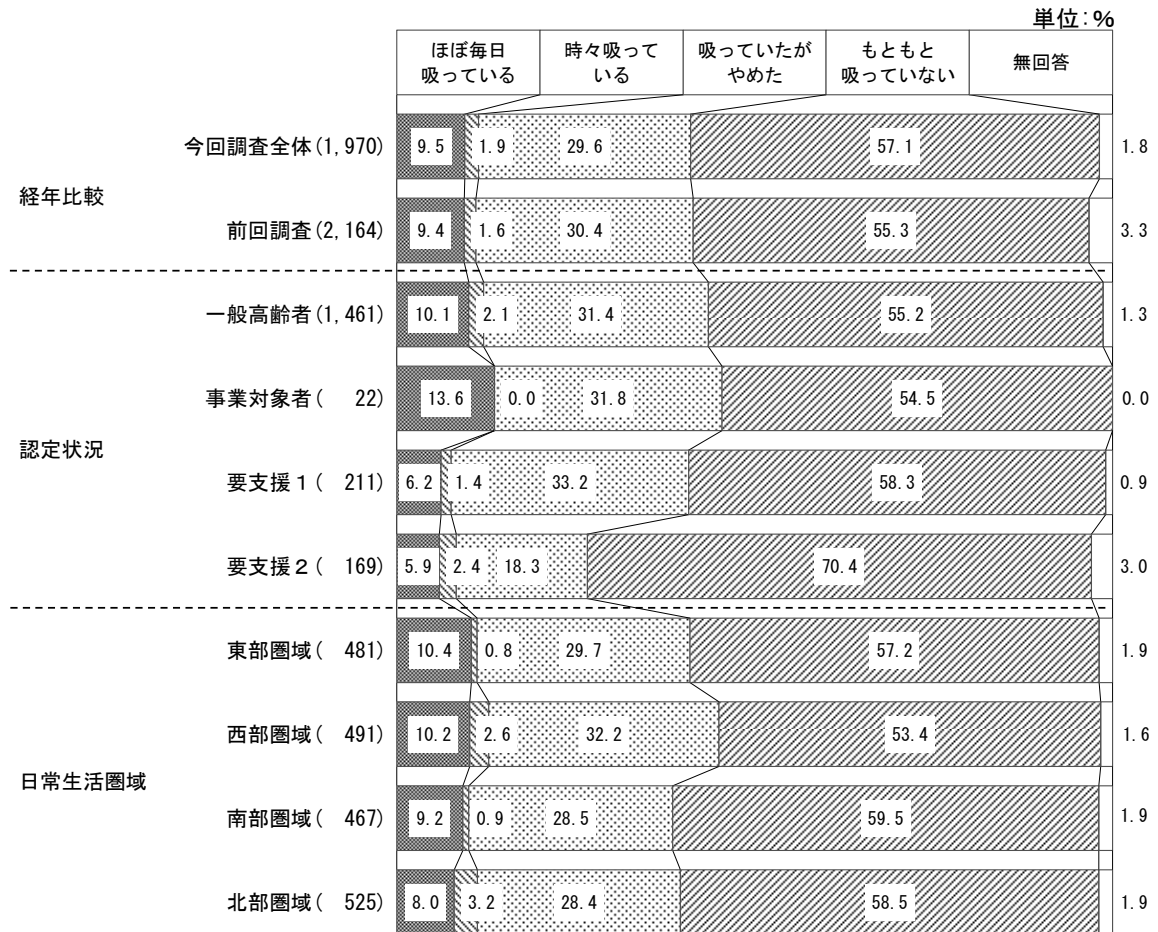 単位:%
ほぼ毎日
吸っている
時々吸って
いる
吸っていたが
やめた
もともと
吸っていない
無回答
経年比較
今回調査全体(1,970) 9.5 1.9 29.6 57.1 1.8
前回調査(2,164) 9.4 1.6 30.4 55.3 3.3
認定状況
一般高齢者(1,461) 10.1 2.1 31.4 55.2 1.3
事業対象者( 22) 13.6 0.0 31.8 54.5 0.0
要支援1( 211) 6.2 1.4 33.2 58.3 0.9
要支援2( 169) 5.9 2.4 18.3 70.4 3.0
日常生活圏域
東部圏域( 481) 10.4 0.8 29.7 57.2 1.9
西部圏域( 491) 10.2 2.6 32.2 53.4 1.6
南部圏域( 467) 9.2 0.9 28.5 59.5 1.9
北部圏域( 525) 8.0 3.2 28.4 58.5 1.9